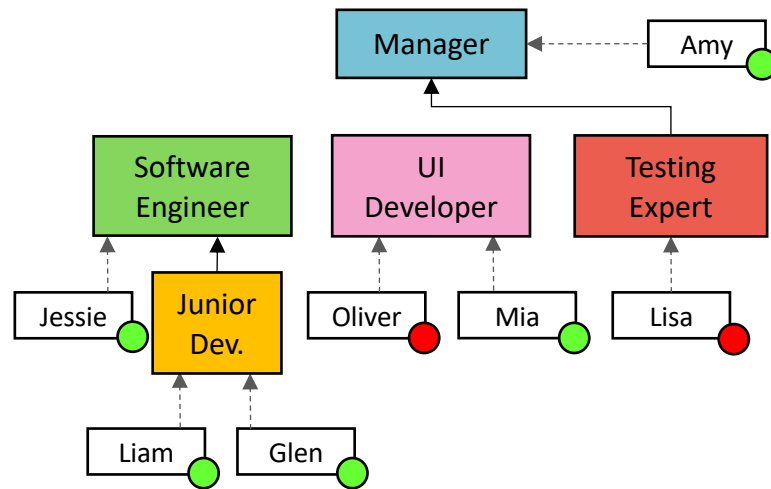 Manager
Amy
Software
Engineer
UI
Developer
Testing
Expert
Jessie
Junior
Dev.
Oliver
Mia
Lisa
Liam
Glen